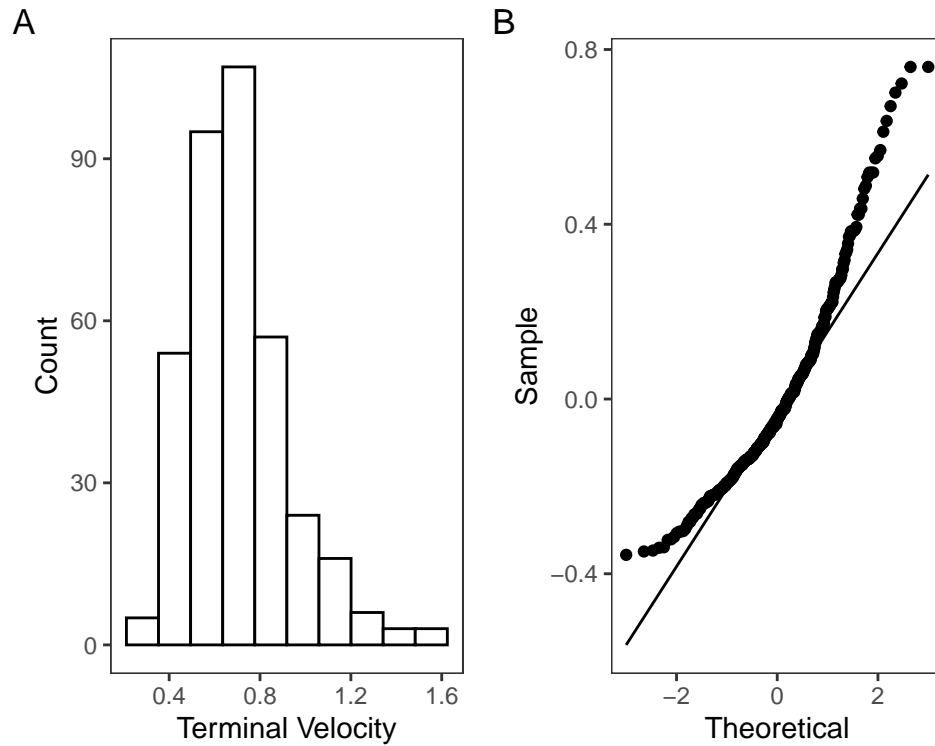 A
90
60
30
0
Count
0.4 0.8 1.2 1.6
Terminal Velocity
B
0.8
0.4
0.0
−0.4
Sample
−2 0 2
Theoretical